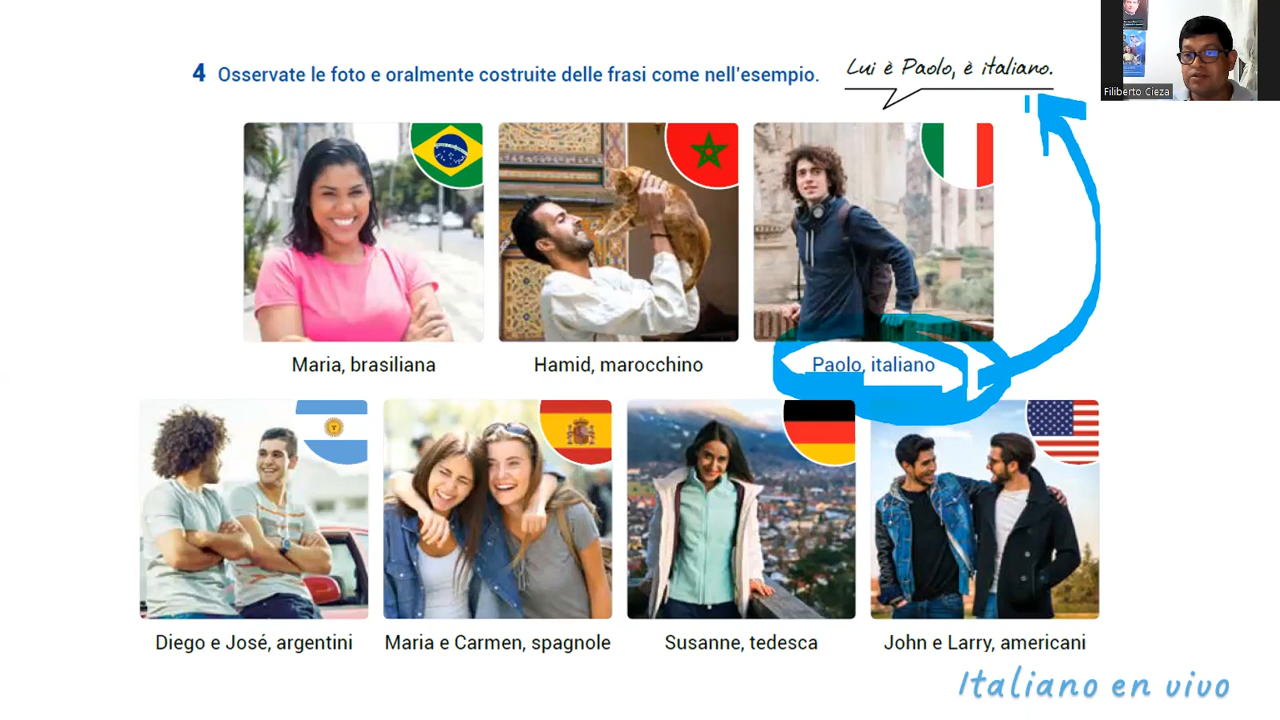 4 Osservate le foto e oralmente costruite delle frasi come nell'esempio.
Lui è Paolo, è italiano.
Filiberto Cieza
Maria, brasiliana
Hamid, marocchino
Paolo, italiano
Diego e José, argentini
Maria e Carmen, spagnole
Susanne, tedesca
John e Larry, americani
Italiano en vivo